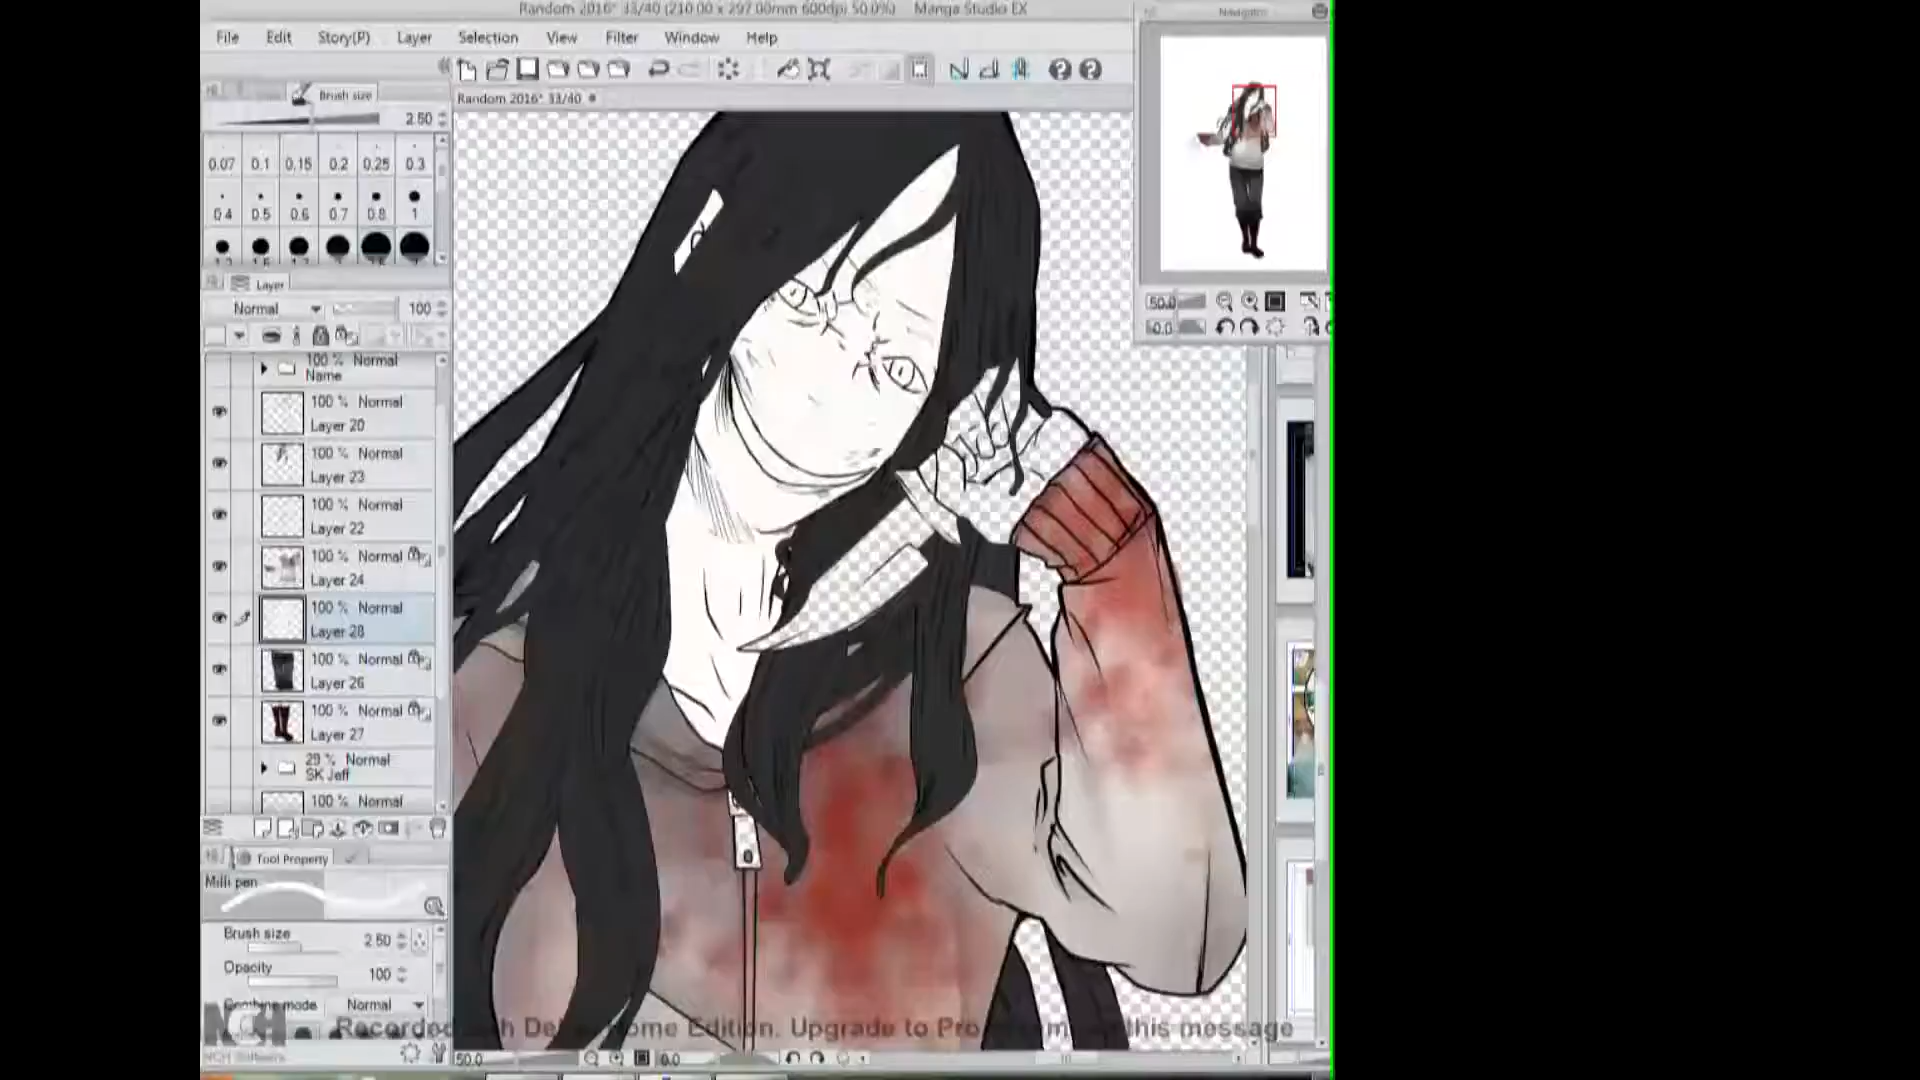 Random 2016* 33/40 (210.00 x 297.00mm 600dpi 50.0%) Manga Studio EX
Navigator
File Edit Story(P) Layer Selection View Filter Window Help
Random 2016* 33/40
Brush size
2.50
0.07 0.1 0.15 0.2 0.25 0.3
0.4 0.5 0.6 0.7 0.8 1
Layer
Normal 100
100 % Normal
Name
100 % Normal
Layer 20
100 % Normal
Layer 23
100 % Normal
Layer 22
100 % Normal
Layer 24
100 % Normal
Layer 28
100 % Normal
Layer 26
100 % Normal
Layer 27
29 % Normal
SK Jeff
100 % Normal
Tool Property
Milli pen
Brush size 2.50
Opacity 100
Combine mode Normal
NCH
NCH Software
Recorded Home Edition. Upgrade to Pro this message
50.0 0.0
50.0
0.0